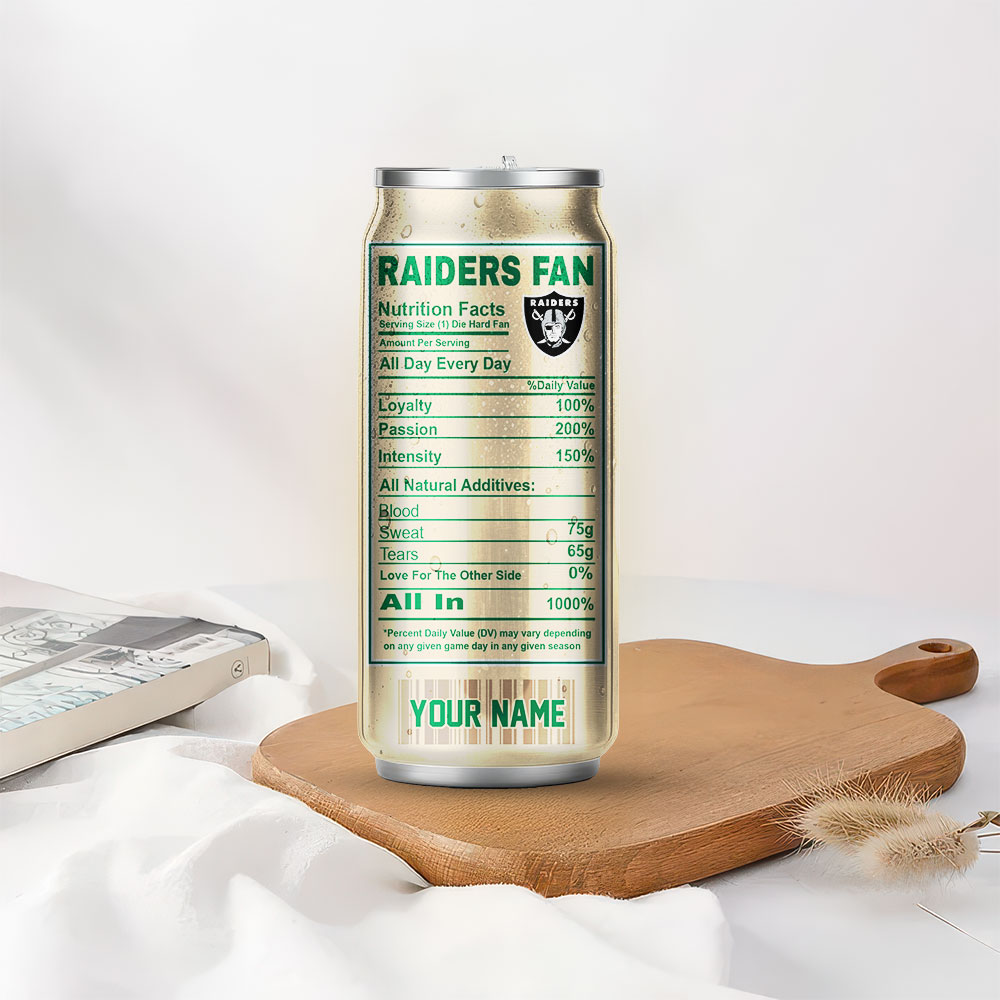 RAIDERS FAN
Nutrition Facts
RAIDERS
Serving Size (1) Die Hard Fan
Amount Per Serving
All Day Every Day
%Daily Value
Loyalty 100%
Passion 200%
Intensity 150%
All Natural Additives:
Blood
Sweat 75g
Tears 65g
Love For The Other Side 0%
All In 1000%
*Percent Daily Value (DV) may vary depending
on any given game day in any given season
YOUR NAME